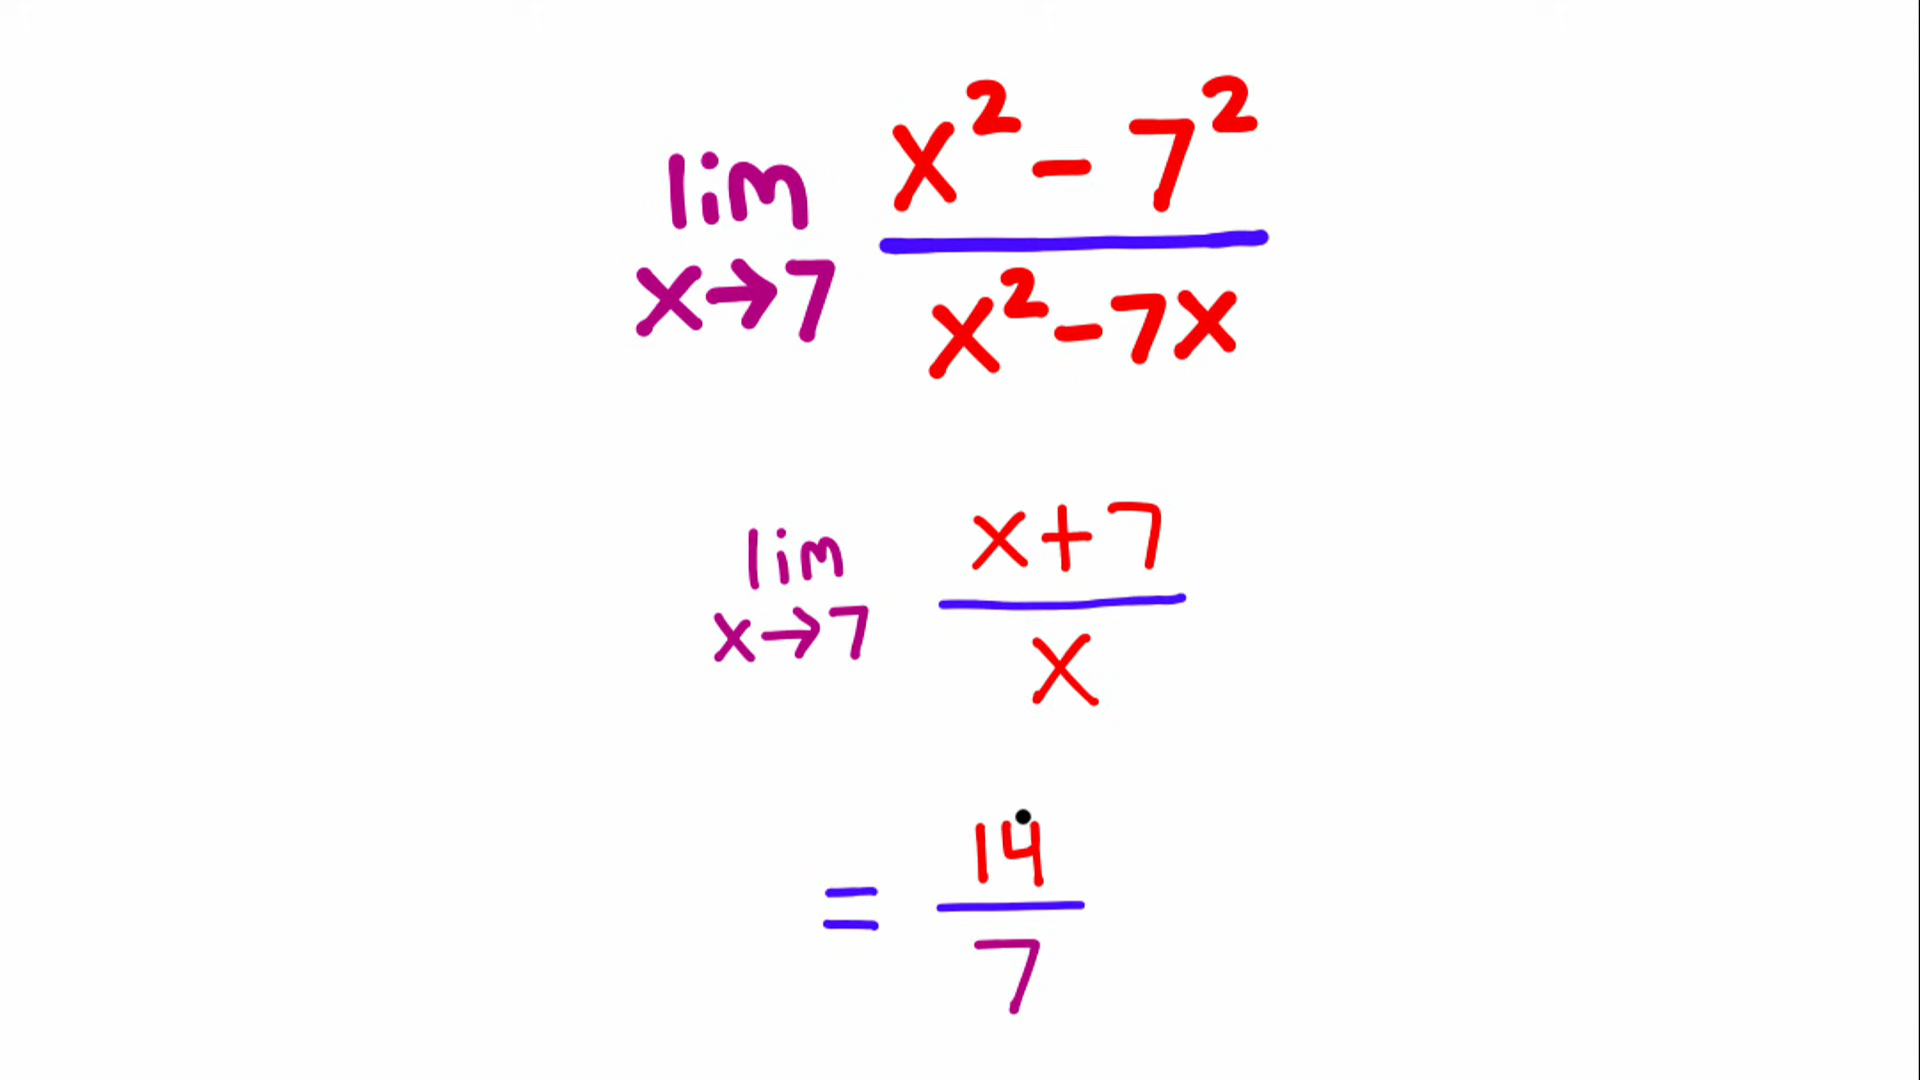 lim x→7 (x² - 7²) / (x² - 7x)
lim x→7 (x + 7) / x
= 14 / 7